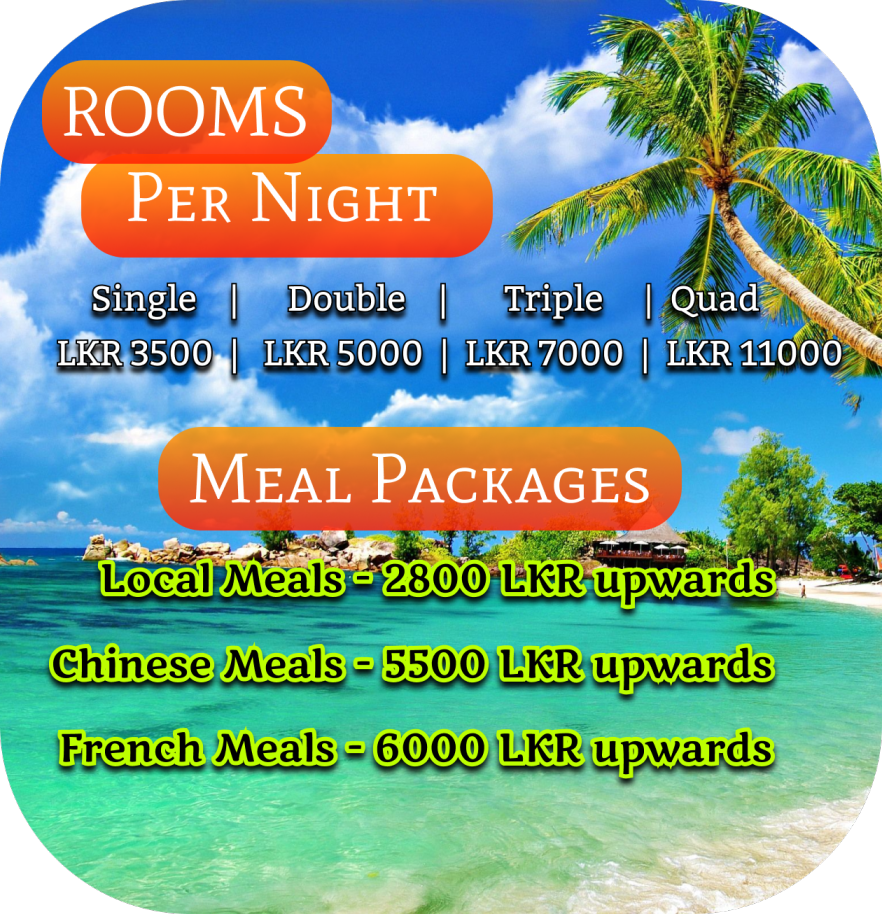 ROOMS
PER NIGHT
Single | Double | Triple | Quad
LKR 3500 | LKR 5000 | LKR 7000 | LKR 11000
MEAL PACKAGES
Local Meals - 2800 LKR upwards
Chinese Meals - 5500 LKR upwards
French Meals - 6000 LKR upwards